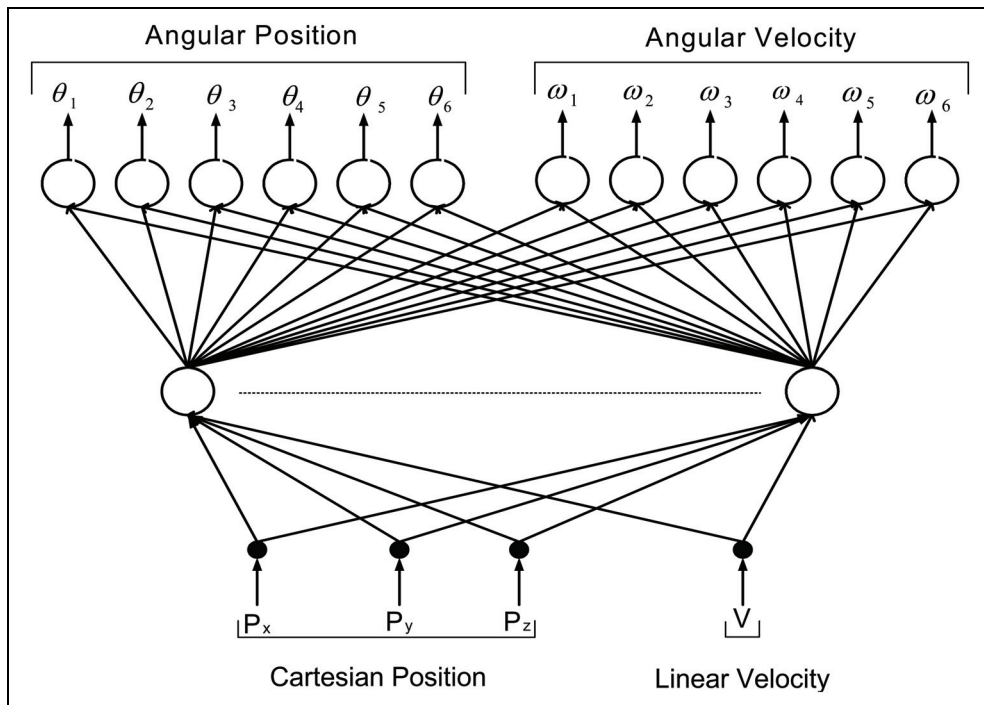 Angular Position Angular Velocity
θ1 θ2 θ3 θ4 θ5 θ6 ω1 ω2 ω3 ω4 ω5 ω6
Px Py Pz V
Cartesian Position Linear Velocity